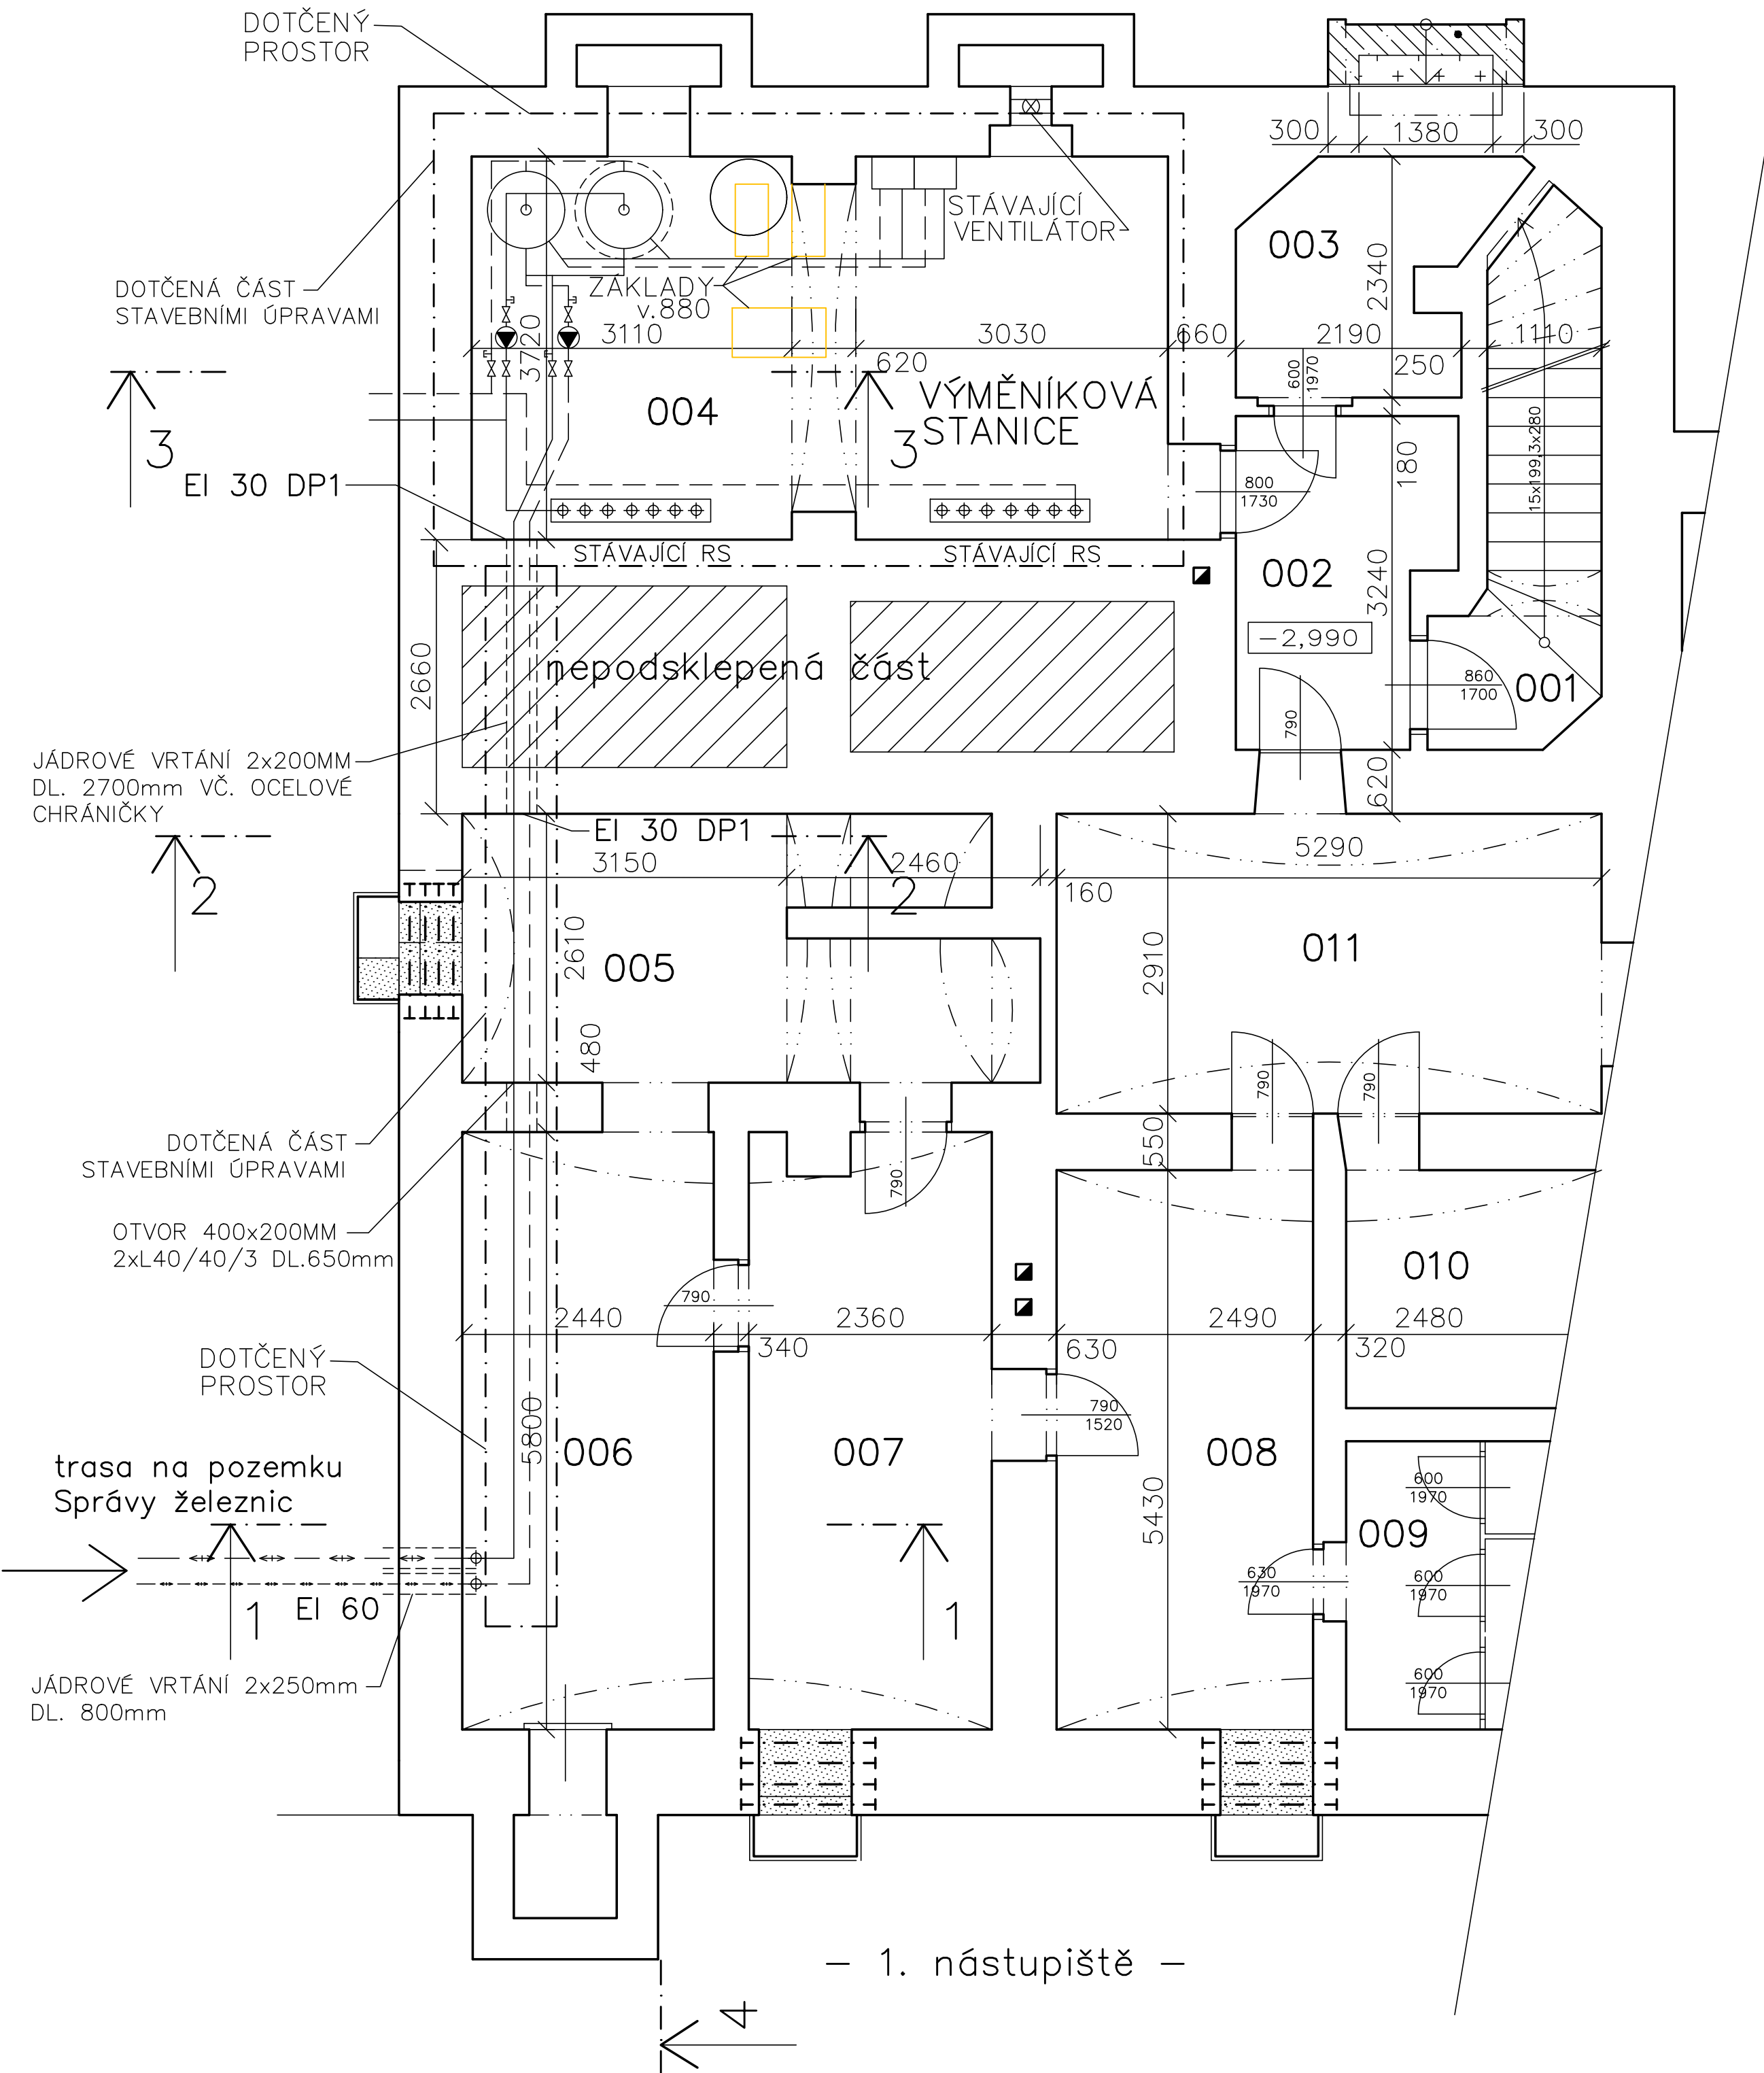 DOTČENÝ
PROSTOR
300
1380
300
STÁVAJÍCÍ
VENTILÁTOR
003
2340
DOTČENÁ ČÁST
STAVEBNÍMI ÚPRAVAMI
ZÁKLADY
v.880
3720
3110
620
3030
660
2190
250
1110
600
1970
004
VÝMĚNÍKOVÁ
STANICE
3
3
EI 30 DP1
800
1730
180
15x199,3x280
STÁVAJÍCÍ RS
STÁVAJÍCÍ RS
002
3240
-2,990
2660
nepodsklepená část
860
1700
001
790
JÁDROVÉ VRTÁNÍ 2x200MM
DL. 2700mm VČ. OCELOVÉ
CHRÁNIČKY
620
EI 30 DP1
3150
2460
160
5290
2
2
2610
005
2910
011
480
790
790
DOTČENÁ ČÁST
STAVEBNÍMI ÚPRAVAMI
550
790
OTVOR 400x200MM
2xL40/40/3 DL.650mm
010
790
2440
340
2360
630
2490
320
2480
DOTČENÝ
PROSTOR
790
1520
5800
006
007
008
trasa na pozemku
Správy železnic
5430
009
600
1970
630
1970
600
1970
1
EI 60
1
JÁDROVÉ VRTÁNÍ 2x250mm
DL. 800mm
600
1970
– 1. nástupiště –
4